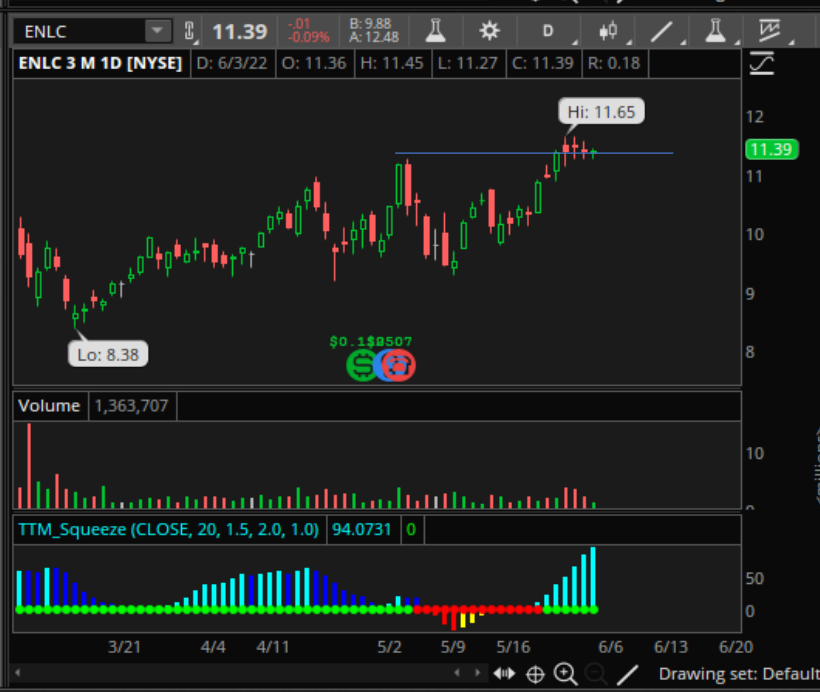 ENLC 11.39 -.01 B: 9.88 D
-0.09% A: 12.48
ENLC 3 M 1D [NYSE] D: 6/3/22 O: 11.36 H: 11.45 L: 11.27 C: 11.39 R: 0.18
Hi: 11.65
12
11.39
11
10
9
8
Lo: 8.38
Volume 1,363,707
10
0
TTM_Squeeze (CLOSE, 20, 1.5, 2.0, 1.0) 94.0731 0
50
0
3/21 4/4 4/11 5/2 5/9 5/16 6/6 6/13 6/20
Drawing set: Default